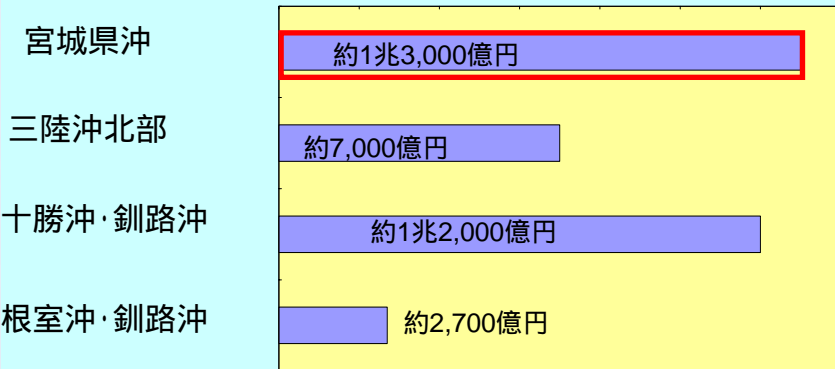 宮城県沖
約1兆3,000億円
三陸沖北部
約7,000億円
十勝沖・釧路沖
約1兆2,000億円
根室沖・釧路沖
約2,700億円